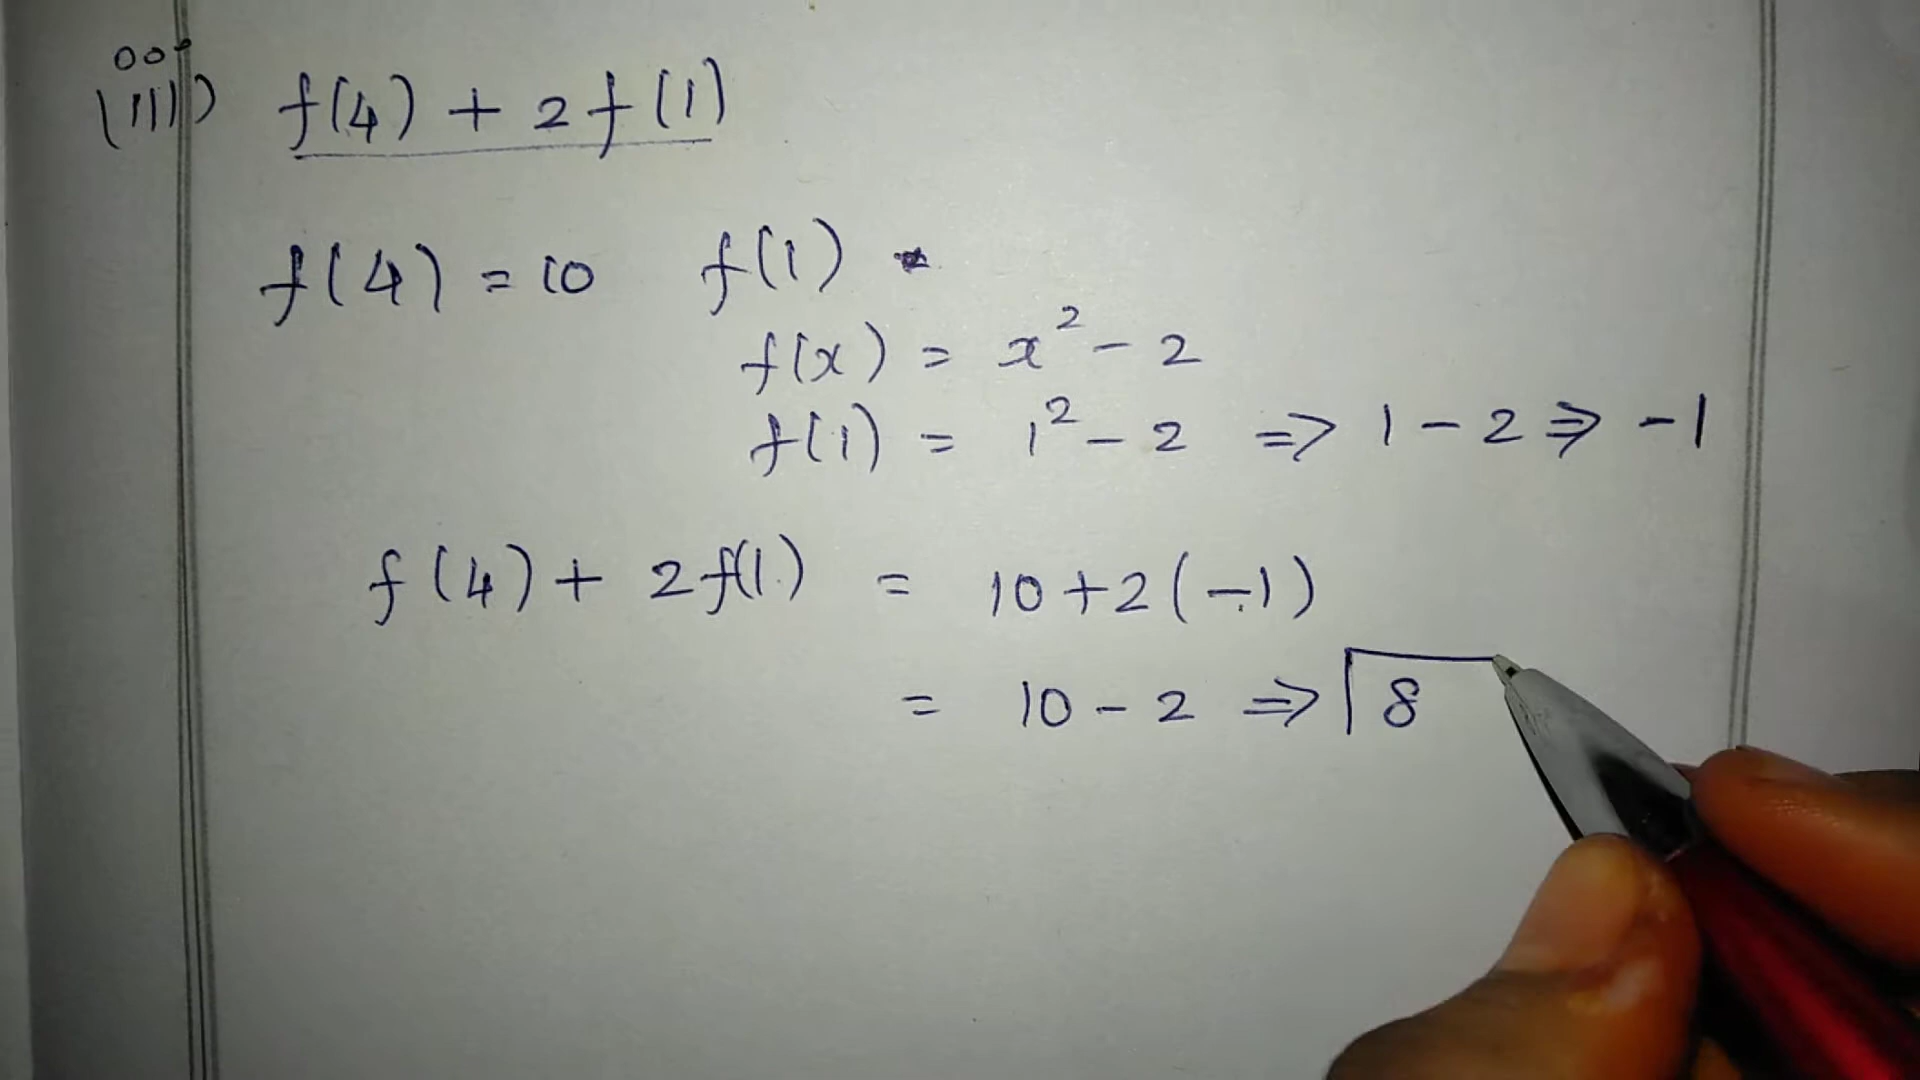 (iii) f(4) + 2f(1)
f(4) = 10 f(1)
f(x) = x² - 2
f(1) = 1² - 2 ⇒ 1 - 2 ⇒ -1
f(4) + 2f(1) = 10 + 2(-1)
= 10 - 2 ⇒ 8